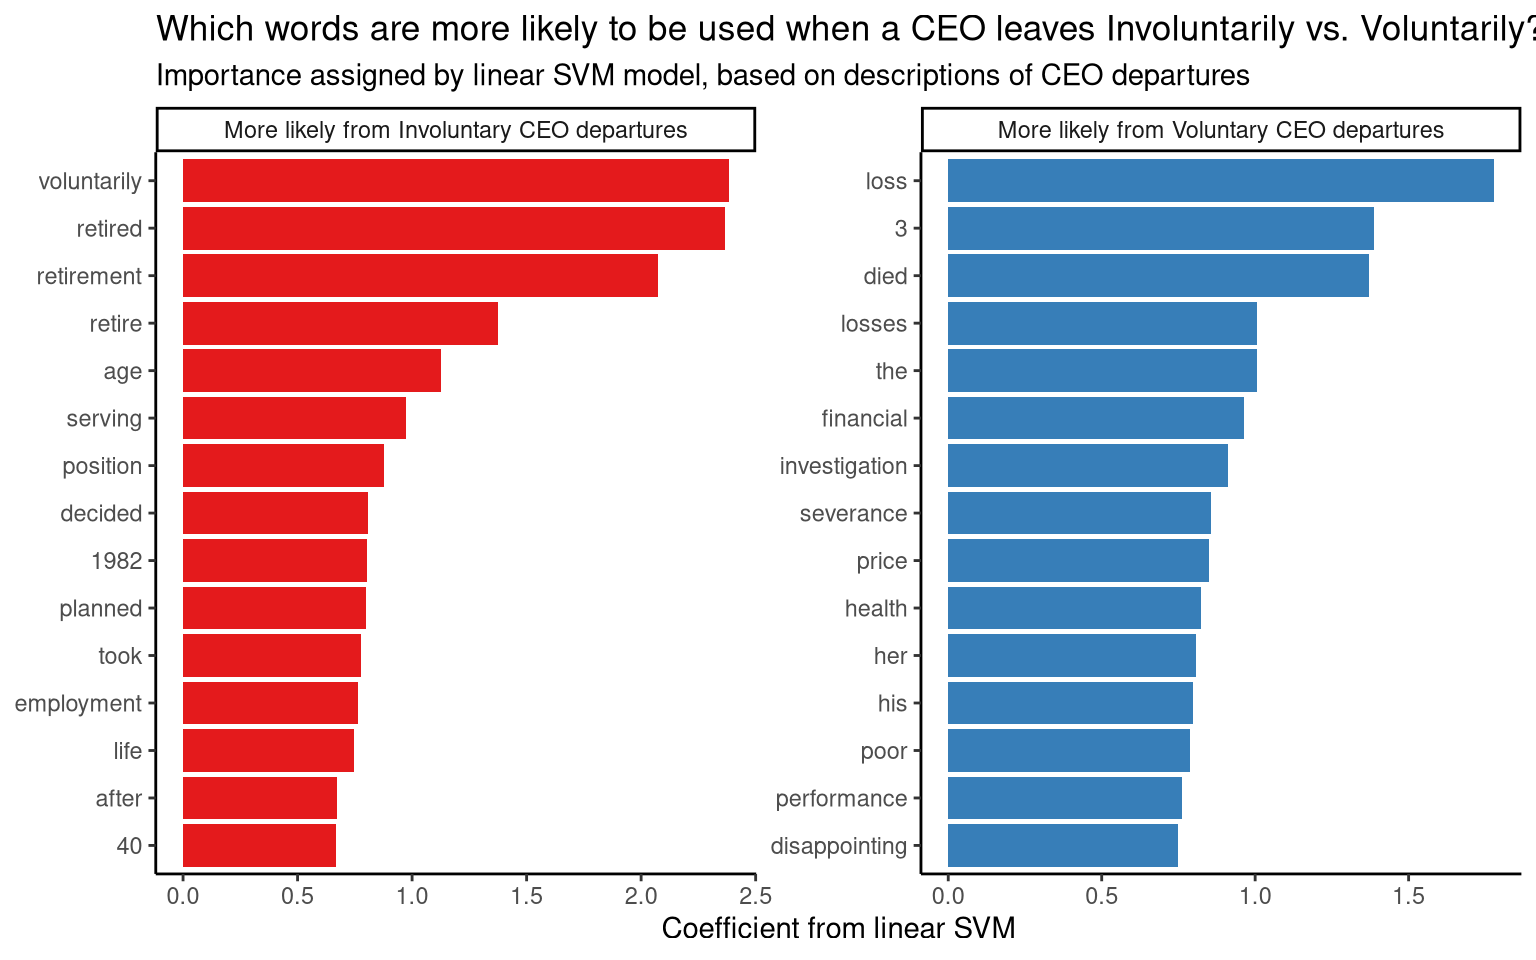 Which words are more likely to be used when a CEO leaves Involuntarily vs. Voluntarily?
Importance assigned by linear SVM model, based on descriptions of CEO departures
More likely from Involuntary CEO departures
voluntarily
retired
retirement
retire
age
serving
position
decided
1982
planned
took
employment
life
after
40
0.0 0.5 1.0 1.5 2.0 2.5
More likely from Voluntary CEO departures
loss
3
died
losses
the
financial
investigation
severance
price
health
her
his
poor
performance
disappointing
0.0 0.5 1.0 1.5
Coefficient from linear SVM